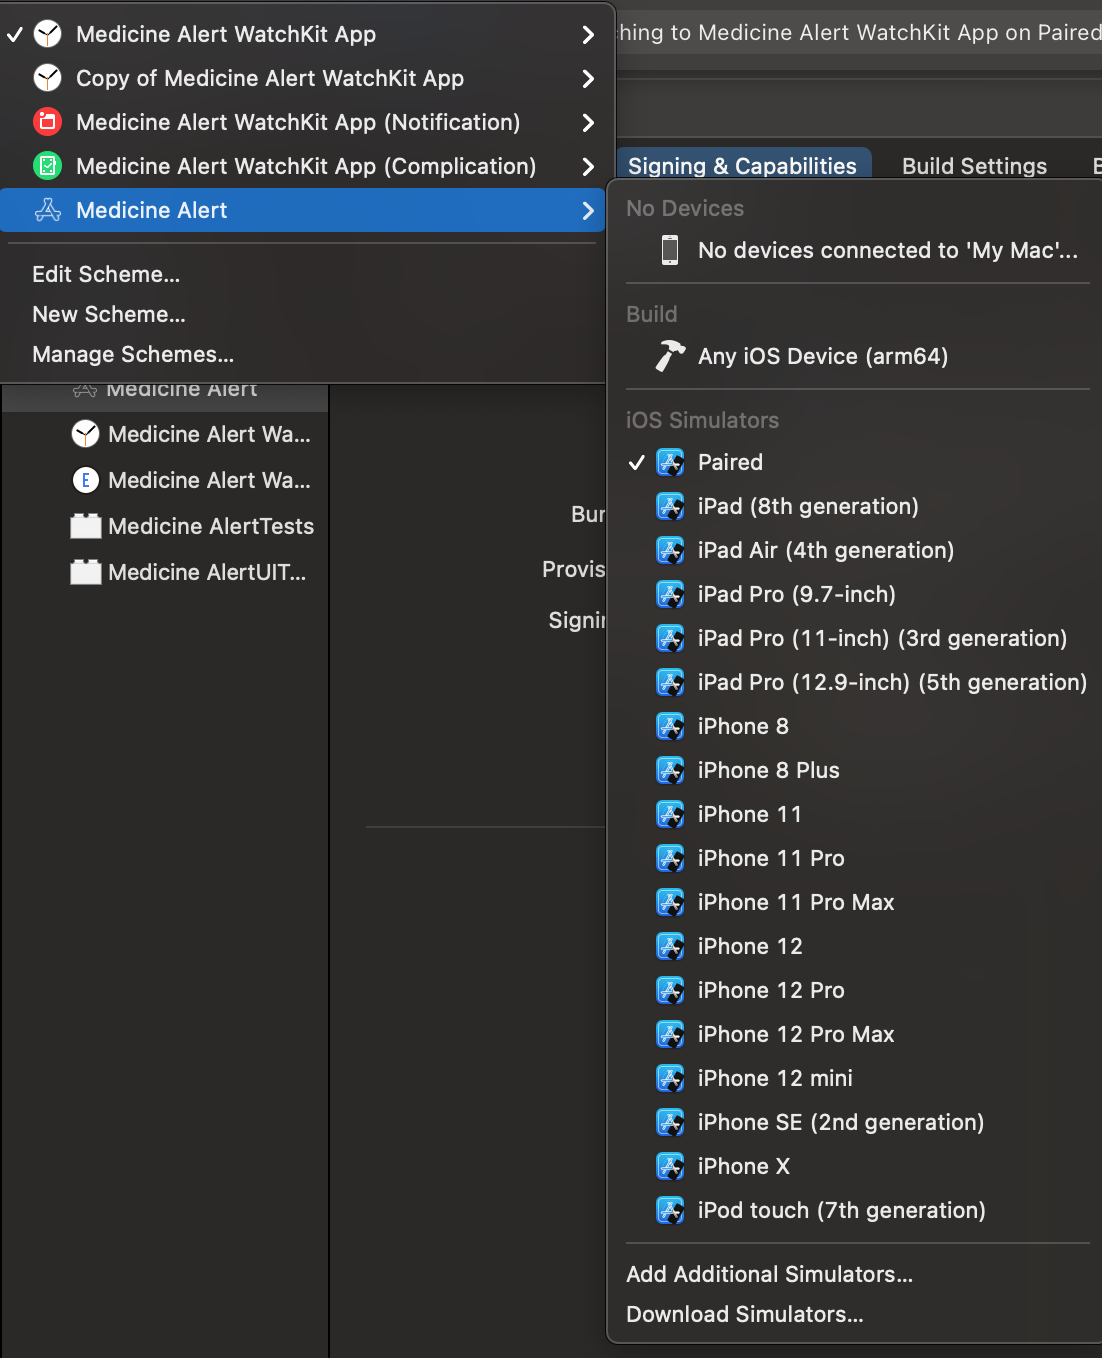 Medicine Alert WatchKit App
Copy of Medicine Alert WatchKit App
Medicine Alert WatchKit App (Notification)
Medicine Alert WatchKit App (Complication)
Medicine Alert
Edit Scheme...
New Scheme...
Manage Schemes...
Medicine Alert
Medicine Alert Wa...
E Medicine Alert Wa...
Medicine AlertTests
Medicine AlertUIT...
hing to Medicine Alert WatchKit App on Paired
Signing & Capabilities Build Settings
Bur
Provis
Signir
No Devices
No devices connected to 'My Mac'...
Build
Any iOS Device (arm64)
iOS Simulators
Paired
iPad (8th generation)
iPad Air (4th generation)
iPad Pro (9.7-inch)
iPad Pro (11-inch) (3rd generation)
iPad Pro (12.9-inch) (5th generation)
iPhone 8
iPhone 8 Plus
iPhone 11
iPhone 11 Pro
iPhone 11 Pro Max
iPhone 12
iPhone 12 Pro
iPhone 12 Pro Max
iPhone 12 mini
iPhone SE (2nd generation)
iPhone X
iPod touch (7th generation)
Add Additional Simulators...
Download Simulators...